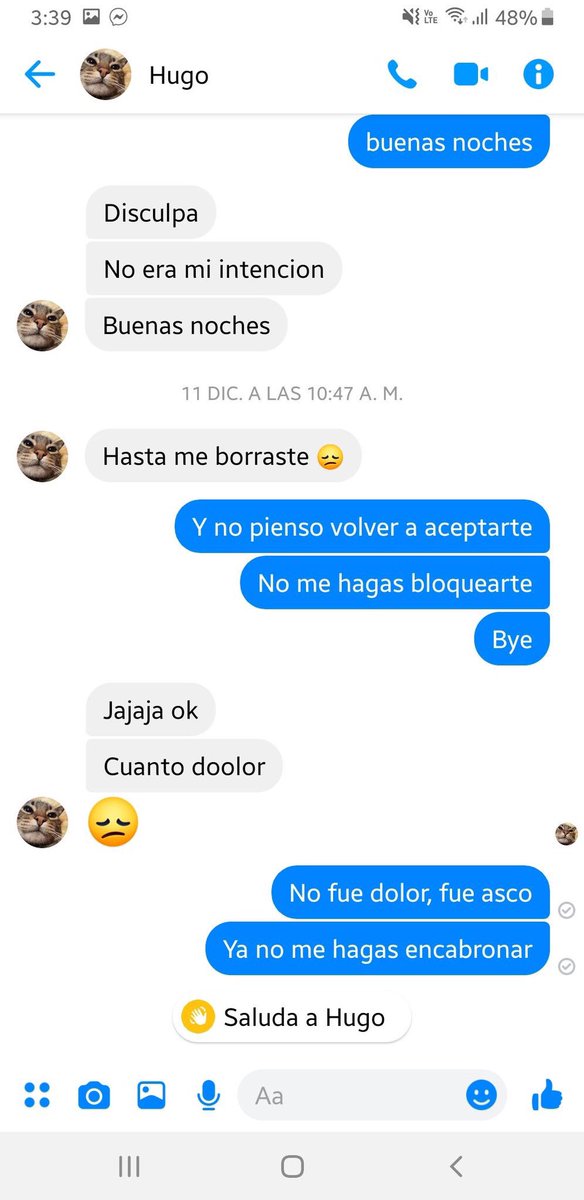 3:39
Vo
LTE
48%
Hugo
buenas noches
Disculpa
No era mi intencion
Buenas noches
11 DIC. A LAS 10:47 A. M.
Hasta me borraste 😞
Y no pienso volver a aceptarte
No me hagas bloquearte
Bye
Jajaja ok
Cuanto doolor
😔
No fue dolor, fue asco
Ya no me hagas encabronar
Saluda a Hugo
Aa